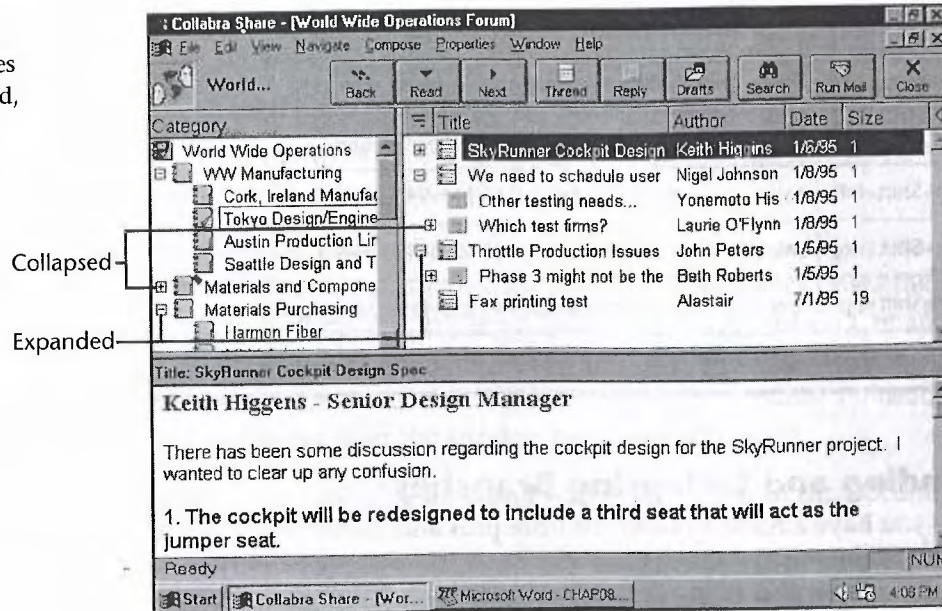 es
d,
Collabra Share - [World Wide Operations Forum]
File Edit View Navigate Compose Properties Window Help
World...
Back Read Next Thread Reply Drafts Search Run Mail Close
Category Title Author Date Size
World Wide Operations
WW Manufacturing
Cork, Ireland Manufac
Tokyo Design/Engine
Austin Production Lin
Seattle Design and T
Materials and Compone
Materials Purchasing
Harmon Fiber
SkyRunner Cockpit Design Keith Higgins 1/6/95 1
We need to schedule user Nigel Johnson 1/8/95 1
Other testing needs... Yonemoto His 1/8/95 1
Which test firms? Laurie O'Flynn 1/8/95 1
Throttle Production Issues John Peters 1/5/95 1
Phase 3 might not be the Beth Roberts 1/5/95 1
Fax printing test Alastair 7/1/95 19
Collapsed
Expanded
Title: SkyRunner Cockpit Design Spec
Keith Higgens - Senior Design Manager
There has been some discussion regarding the cockpit design for the SkyRunner project. I
wanted to clear up any confusion.
1. The cockpit will be redesigned to include a third seat that will act as the
jumper seat.
Ready NUM
Start Collabra Share - [Wor... Microsoft Word - CHAP08.... 4:08 PM